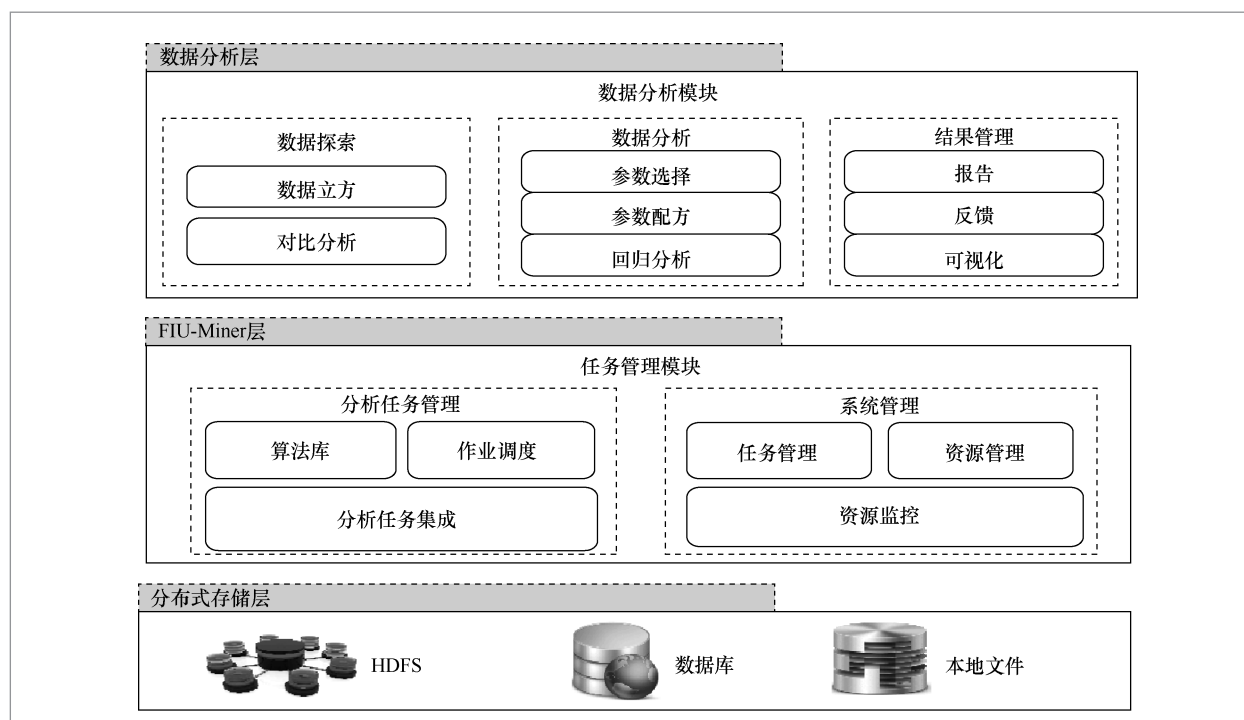 数据分析层
数据分析模块
数据探索
数据立方
对比分析
数据分析
参数选择
参数配方
回归分析
结果管理
报告
反馈
可视化
FIU-Miner层
任务管理模块
分析任务管理
算法库
作业调度
分析任务集成
系统管理
任务管理
资源管理
资源监控
分布式存储层
HDFS
数据库
本地文件